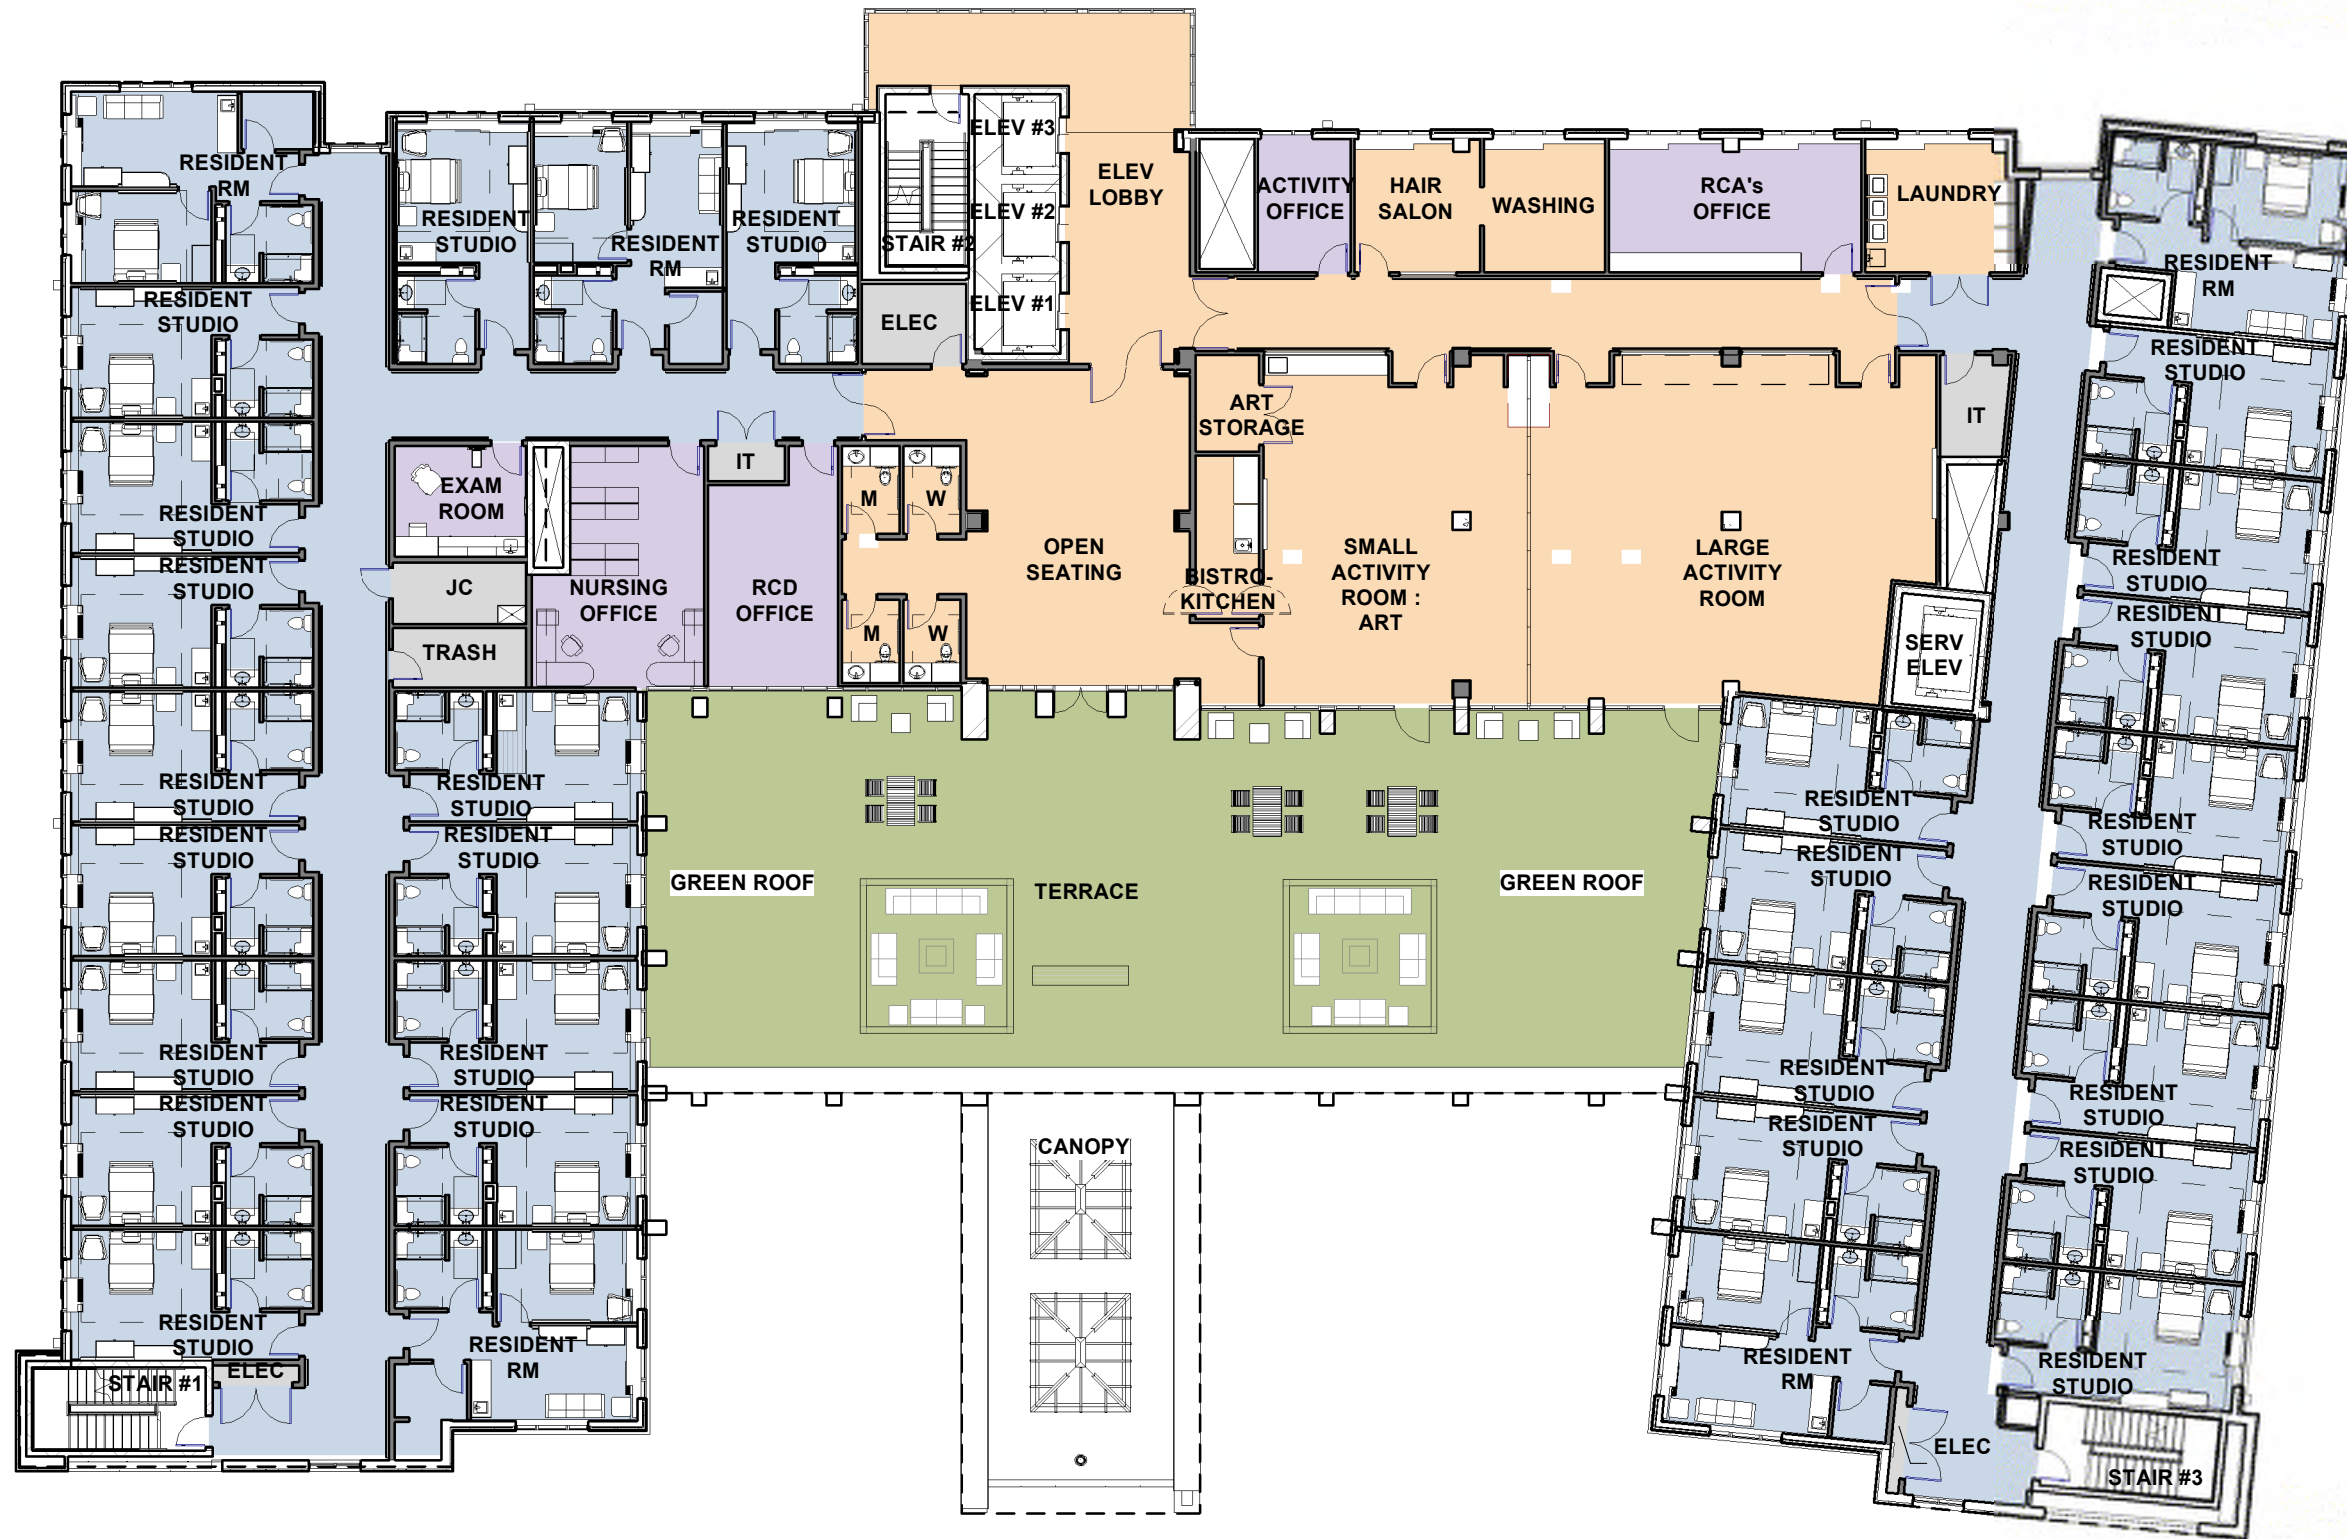 ELEV #3
ELEV #2
ELEV #1
ELEV
LOBBY
STAIR #2
ELEC
ACTIVITY
OFFICE
HAIR
SALON
WASHING
RCA's
OFFICE
LAUNDRY
RESIDENT
RM
RESIDENT
STUDIO
RESIDENT
RM
RESIDENT
STUDIO
RESIDENT
STUDIO
RESIDENT
STUDIO
RESIDENT
STUDIO
RESIDENT
STUDIO
RESIDENT
STUDIO
RESIDENT
STUDIO
RESIDENT
STUDIO
RESIDENT
STUDIO
STAIR #1
ELEC
EXAM
ROOM
JC
TRASH
NURSING
OFFICE
IT
RCD
OFFICE
M
W
M
W
OPEN
SEATING
ART
STORAGE
BISTRO-
KITCHEN
SMALL
ACTIVITY
ROOM :
ART
LARGE
ACTIVITY
ROOM
IT
SERV
ELEV
RESIDENT
STUDIO
RESIDENT
STUDIO
RESIDENT
STUDIO
RESIDENT
STUDIO
RESIDENT
RM
GREEN ROOF
TERRACE
GREEN ROOF
CANOPY
RESIDENT
STUDIO
RESIDENT
STUDIO
RESIDENT
STUDIO
RESIDENT
STUDIO
RESIDENT
RM
ELEC
RESIDENT
RM
RESIDENT
STUDIO
RESIDENT
STUDIO
RESIDENT
STUDIO
RESIDENT
STUDIO
RESIDENT
STUDIO
RESIDENT
STUDIO
RESIDENT
STUDIO
RESIDENT
STUDIO
STAIR #3